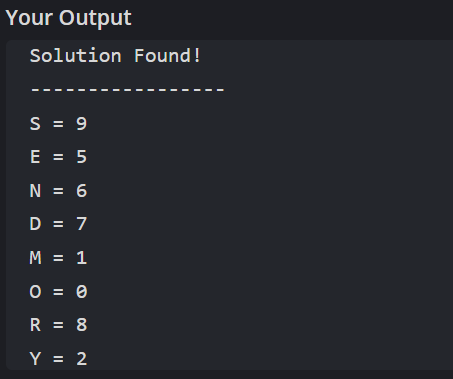 Your Output
Solution Found!
-----------------
S = 9
E = 5
N = 6
D = 7
M = 1
O = 0
R = 8
Y = 2